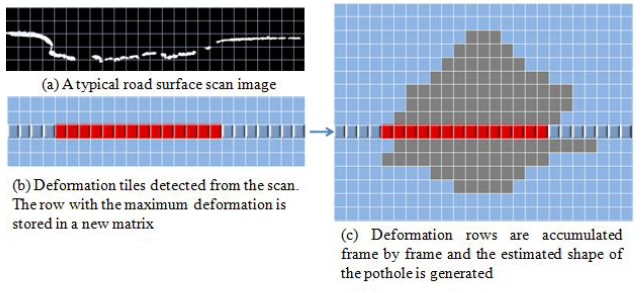 (a) A typical road surface scan image
(b) Deformation tiles detected from the scan.
The row with the maximum deformation is
stored in a new matrix
(c) Deformation rows are accumulated
frame by frame and the estimated shape of
the pothole is generated